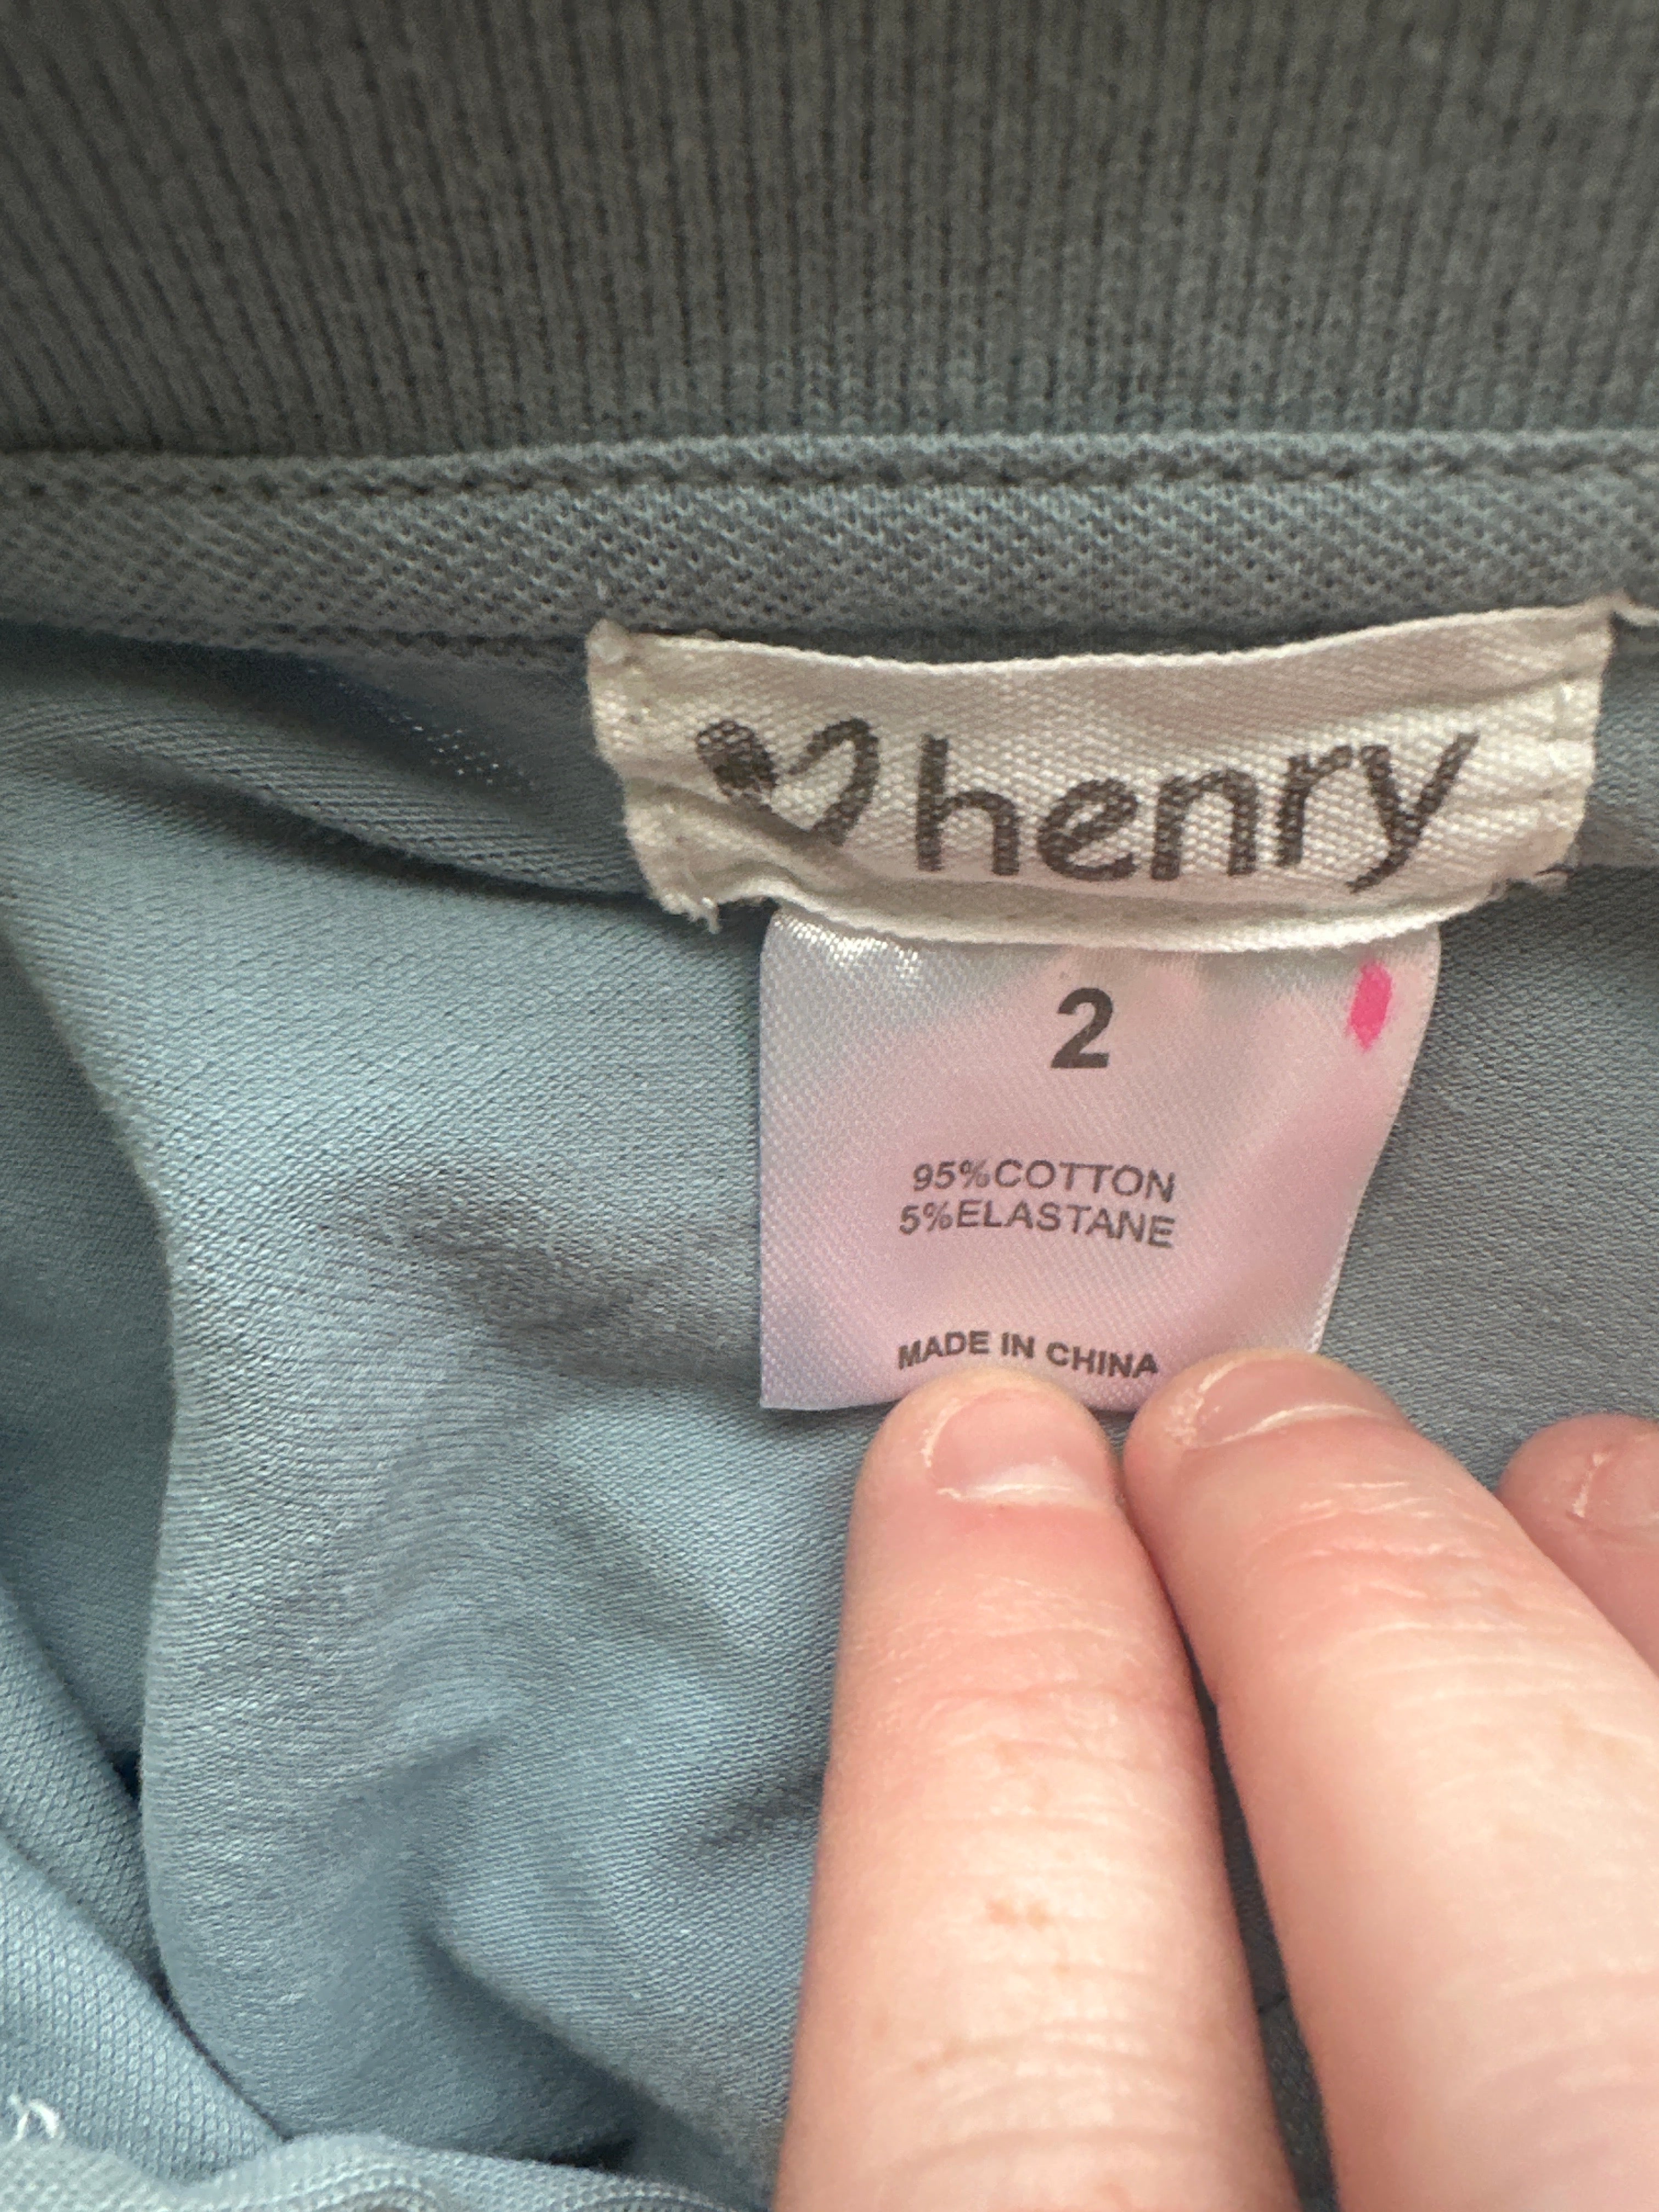 henry
2
95%COTTON
5%ELASTANE
MADE IN CHINA